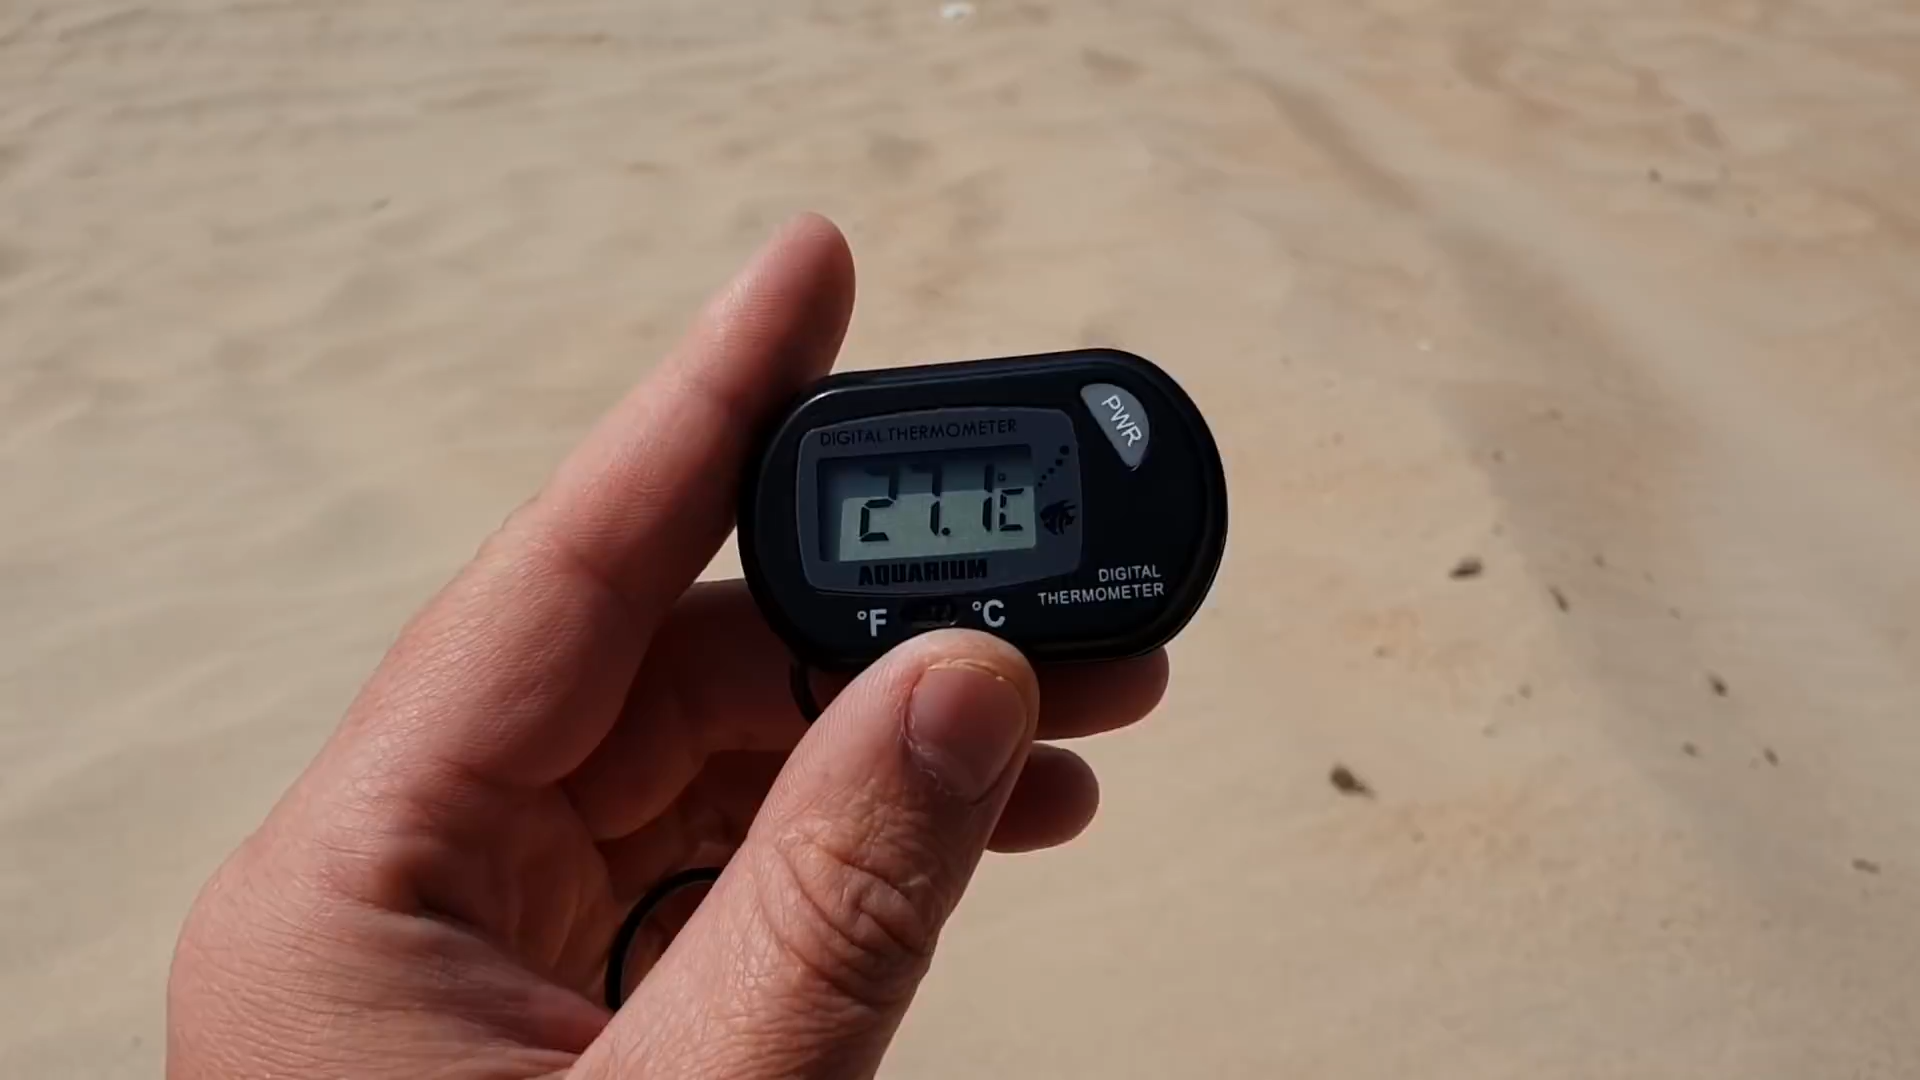 PWR
DIGITAL THERMOMETER
27.1°C
AQUARIUM
DIGITAL
THERMOMETER
°F °C